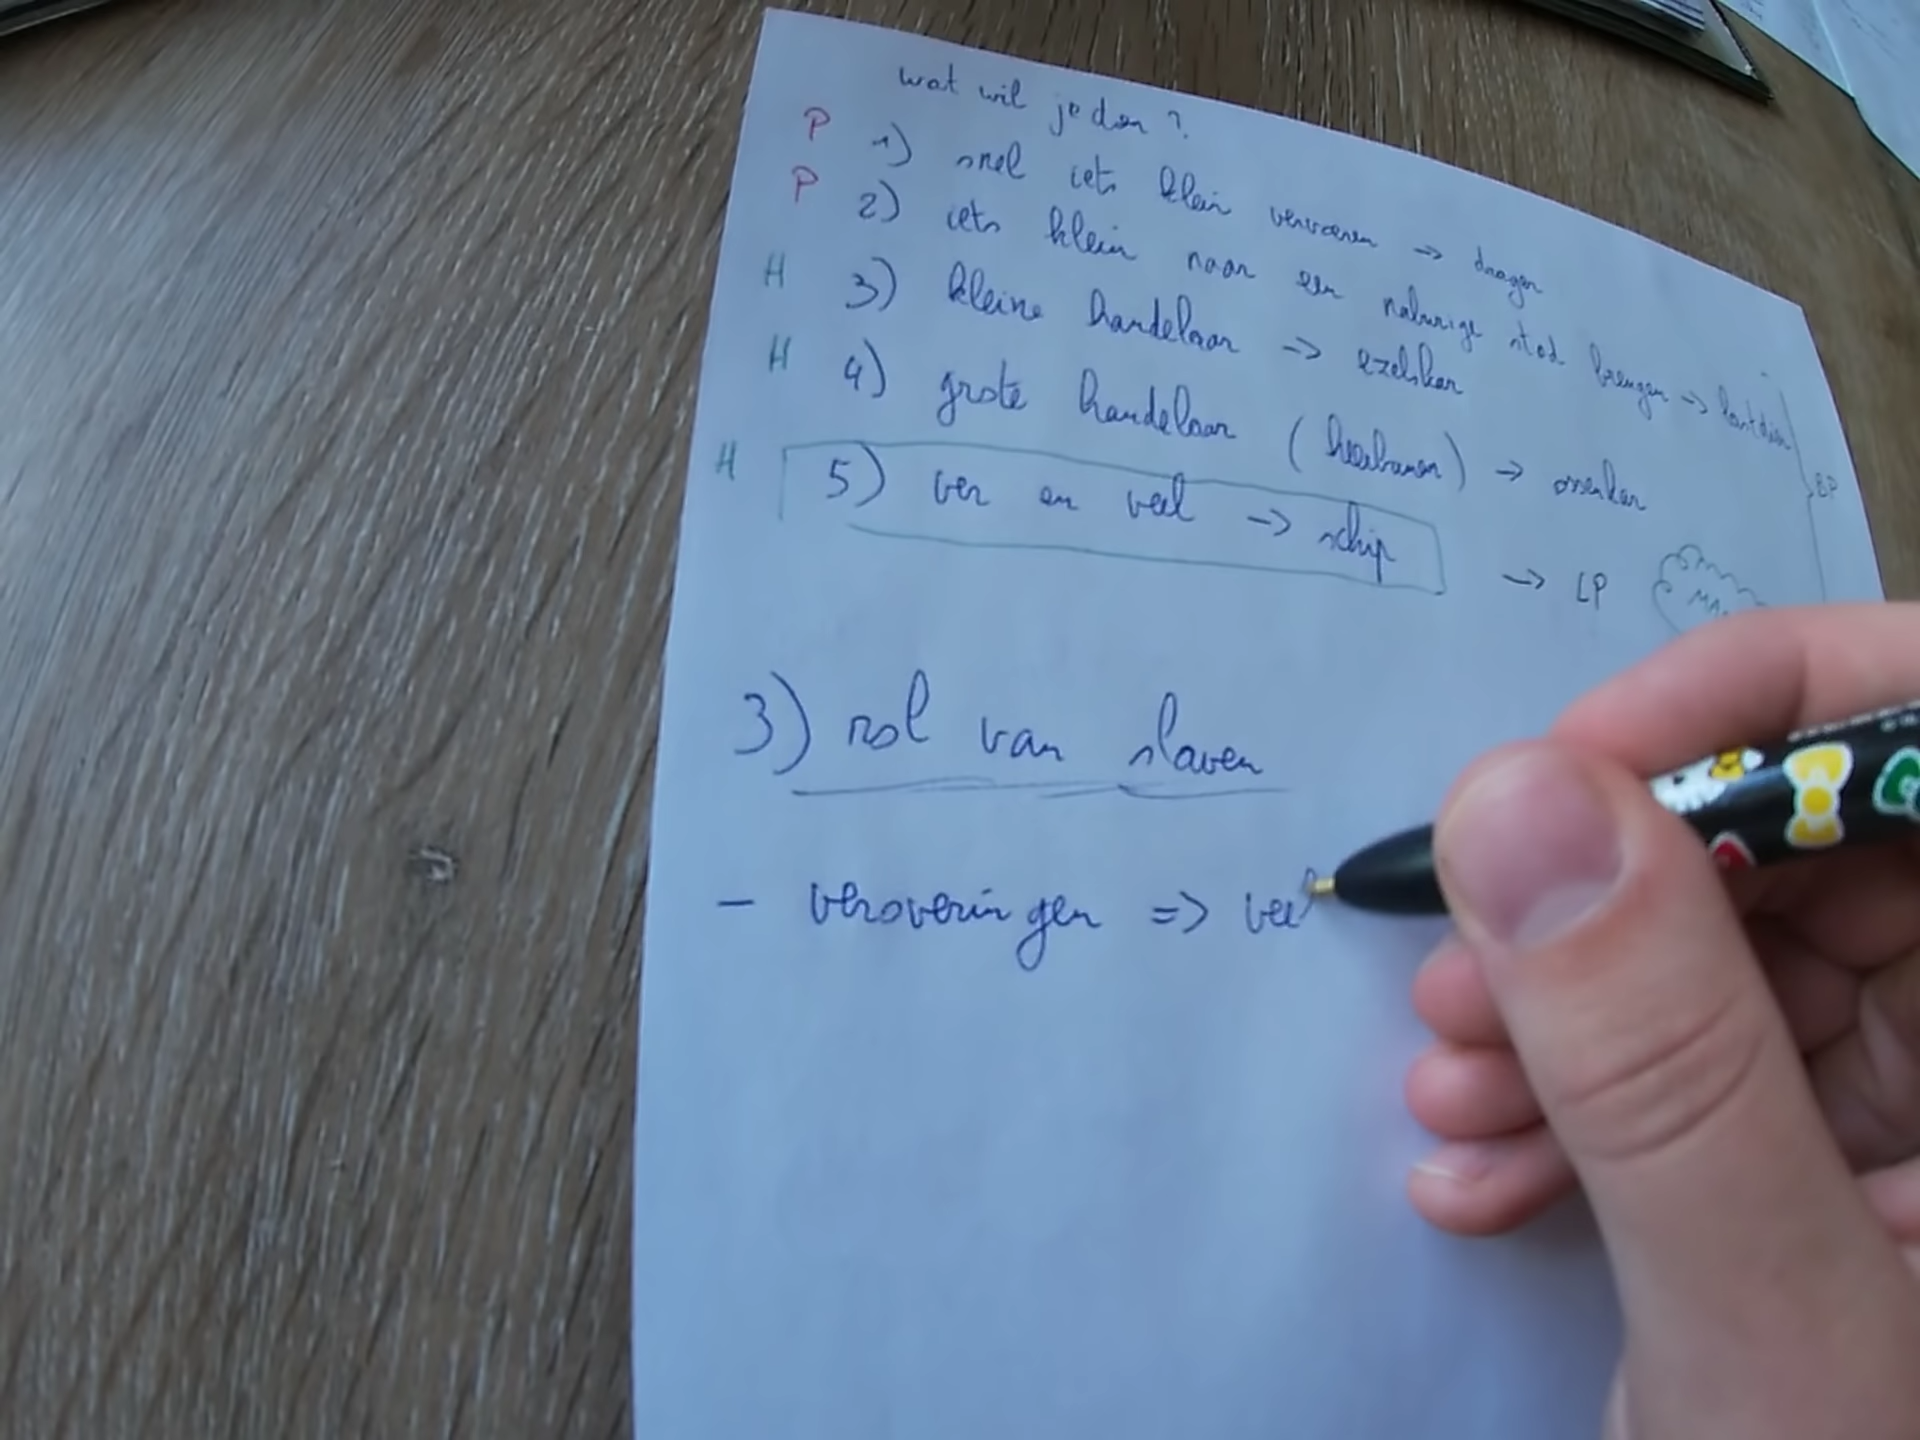 wat wil je doen ?
P 1) snel iets klein vervoeren -> dragen
P 2) iets klein naar een naburige stad brengen -> lastdier
H 3) kleine handelaar -> ezelskar
H 4) grote handelaar (heerbanen) -> ossenkar
H 5) ver en veel -> schip
-> LP
3) rol van slaven
- veroveringen => veel